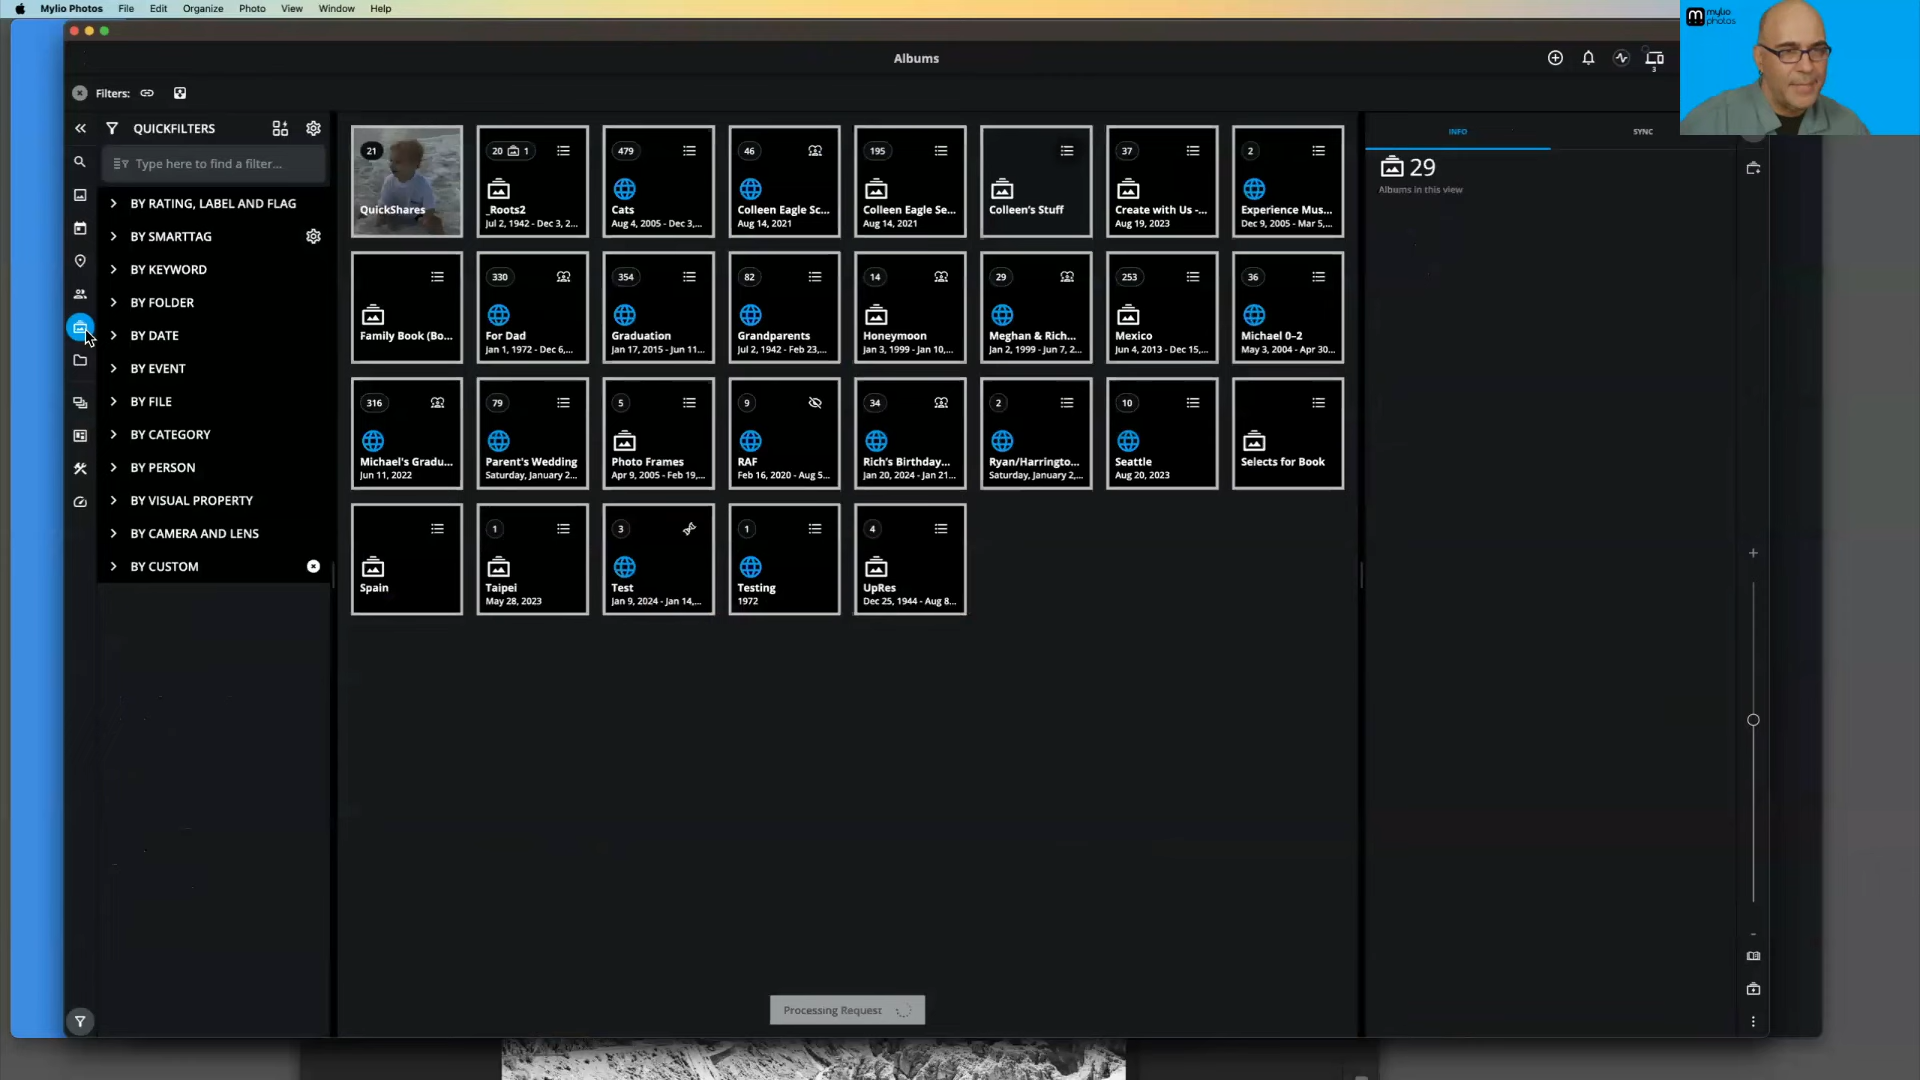 Mylio Photos File Edit Organize Photo View Window Help
mylio
photos
Albums
3
Filters:
QUICKFILTERS
Type here to find a filter...
BY RATING, LABEL AND FLAG
BY SMARTTAG
BY KEYWORD
BY FOLDER
BY DATE
BY EVENT
BY FILE
BY CATEGORY
BY PERSON
BY VISUAL PROPERTY
BY CAMERA AND LENS
BY CUSTOM
21
QuickShares
20 1
_Roots2
Jul 2, 1942 - Dec 3, 2...
479
Cats
Aug 4, 2005 - Dec 3,...
46
Colleen Eagle Sc...
Aug 14, 2021
195
Colleen Eagle Se...
Aug 14, 2021
Colleen's Stuff
37
Create with Us -...
Aug 19, 2023
2
Experience Mus...
Dec 9, 2005 - Mar 5,...
Family Book (Bo...
330
For Dad
Jan 1, 1972 - Dec 6,...
354
Graduation
Jan 17, 2015 - Jun 11...
82
Grandparents
Jul 2, 1942 - Feb 23,...
14
Honeymoon
Jan 3, 1999 - Jan 10,...
29
Meghan & Rich...
Jan 2, 1999 - Jun 7, 2...
253
Mexico
Jun 4, 2013 - Dec 15,...
36
Michael 0–2
May 3, 2004 - Apr 30...
316
Michael's Gradu...
Jun 11, 2022
79
Parent's Wedding
Saturday, January 2...
5
Photo Frames
Apr 9, 2005 - Feb 19,...
9
RAF
Feb 16, 2020 - Aug 5...
34
Rich's Birthday...
Jan 20, 2024 - Jan 21...
2
Ryan/Harringto...
Saturday, January 2,...
10
Seattle
Aug 20, 2023
Selects for Book
Spain
1
Taipei
May 28, 2023
3
Test
Jan 9, 2024 - Jan 14,...
1
Testing
1972
4
UpRes
Dec 25, 1944 - Aug 8...
Processing Request
INFO
SYNC
29
Albums in this view